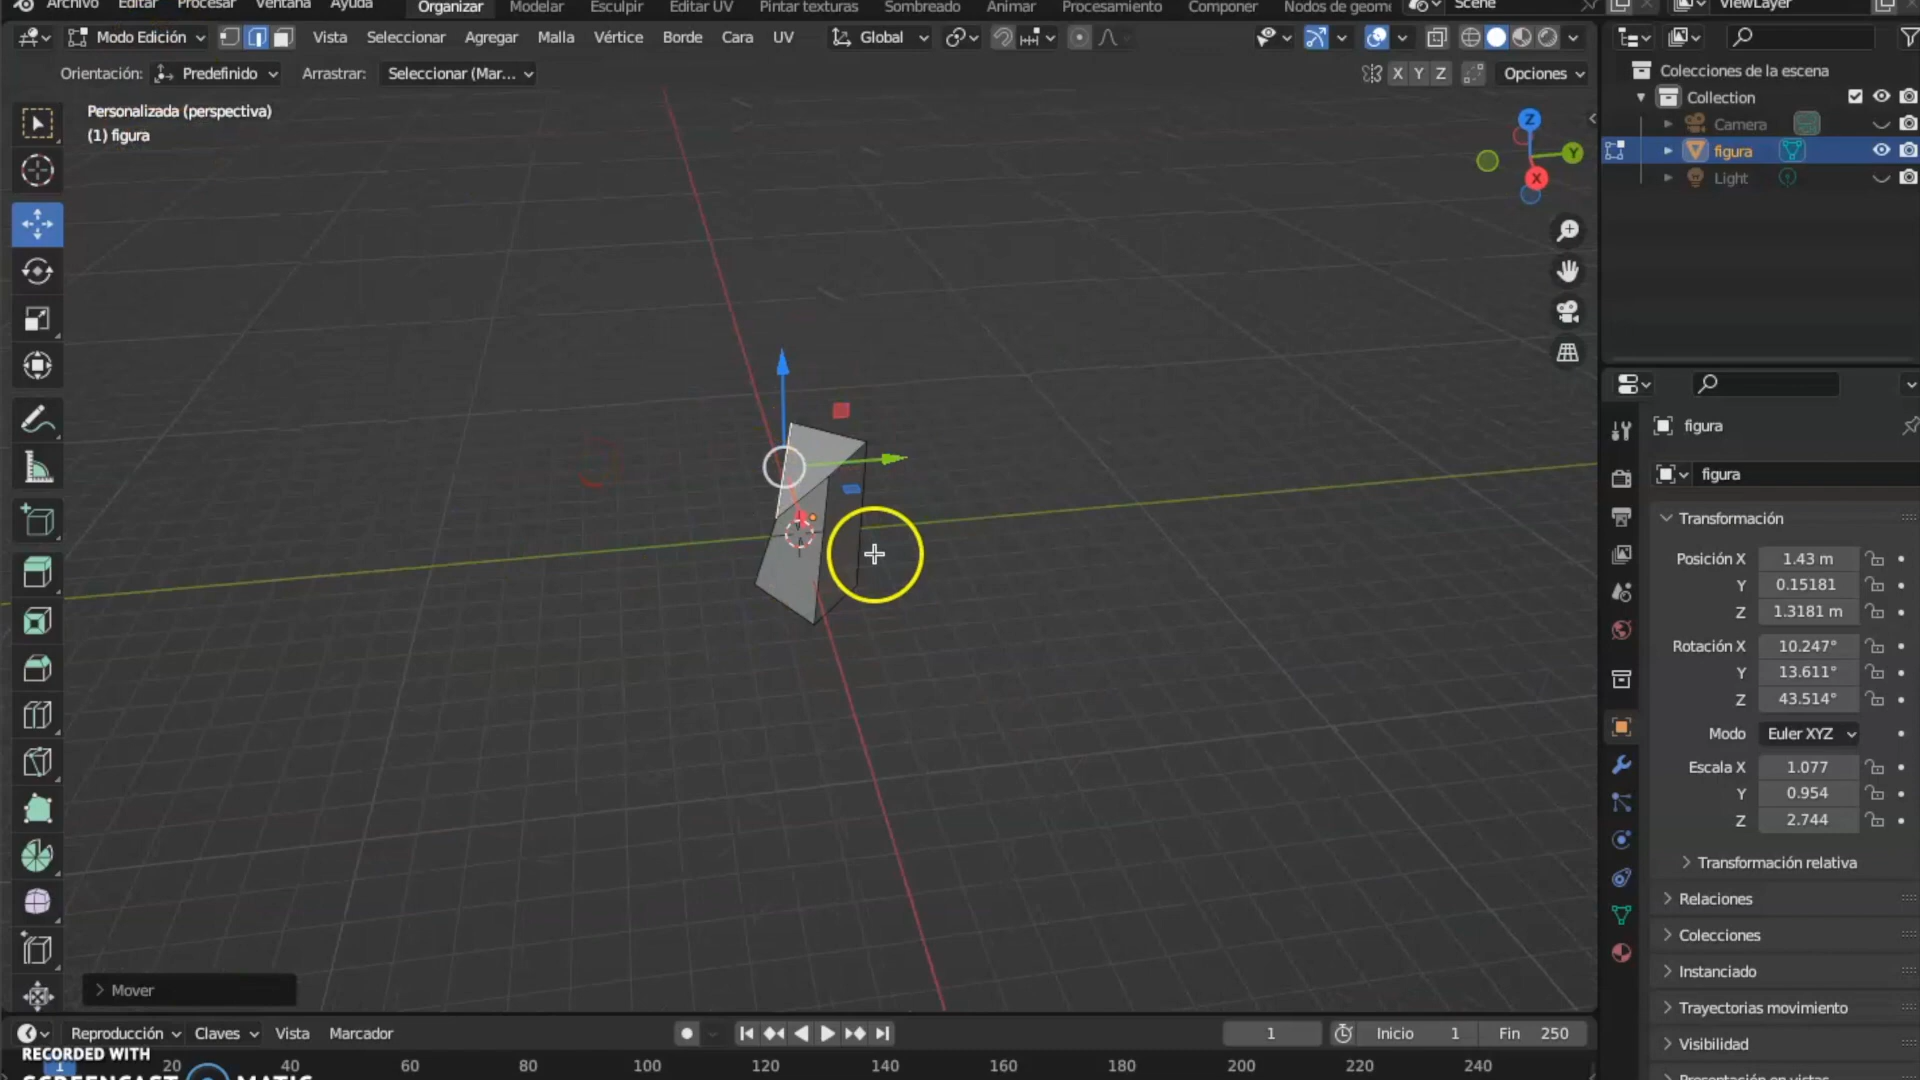 Archivo Editar Procesar Ventana Ayuda Organizar Modelar Esculpir Editar UV Pintar texturas Sombreado Animar Procesamiento Componer Nodos de geome Scene ViewLayer
Modo Edición Vista Seleccionar Agregar Malla Vértice Borde Cara UV Global
Orientación: Predefinido Arrastrar: Seleccionar (Mar... X Y Z Opciones
Personalizada (perspectiva)
(1) figura
Z
Y
X
Colecciones de la escena
Collection
Camera
figura
Light
figura
figura
Transformación
Posición X 1.43 m
Y 0.15181
Z 1.3181 m
Rotación X 10.247°
Y 13.611°
Z 43.514°
Modo Euler XYZ
Escala X 1.077
Y 0.954
Z 2.744
Transformación relativa
Relaciones
Colecciones
Instanciado
Trayectorias movimiento
Visibilidad
Mover
Reproducción Claves Vista Marcador 1 Inicio 1 Fin 250
RECORDED WITH
1 20 40 60 80 100 120 140 160 180 200 220 240